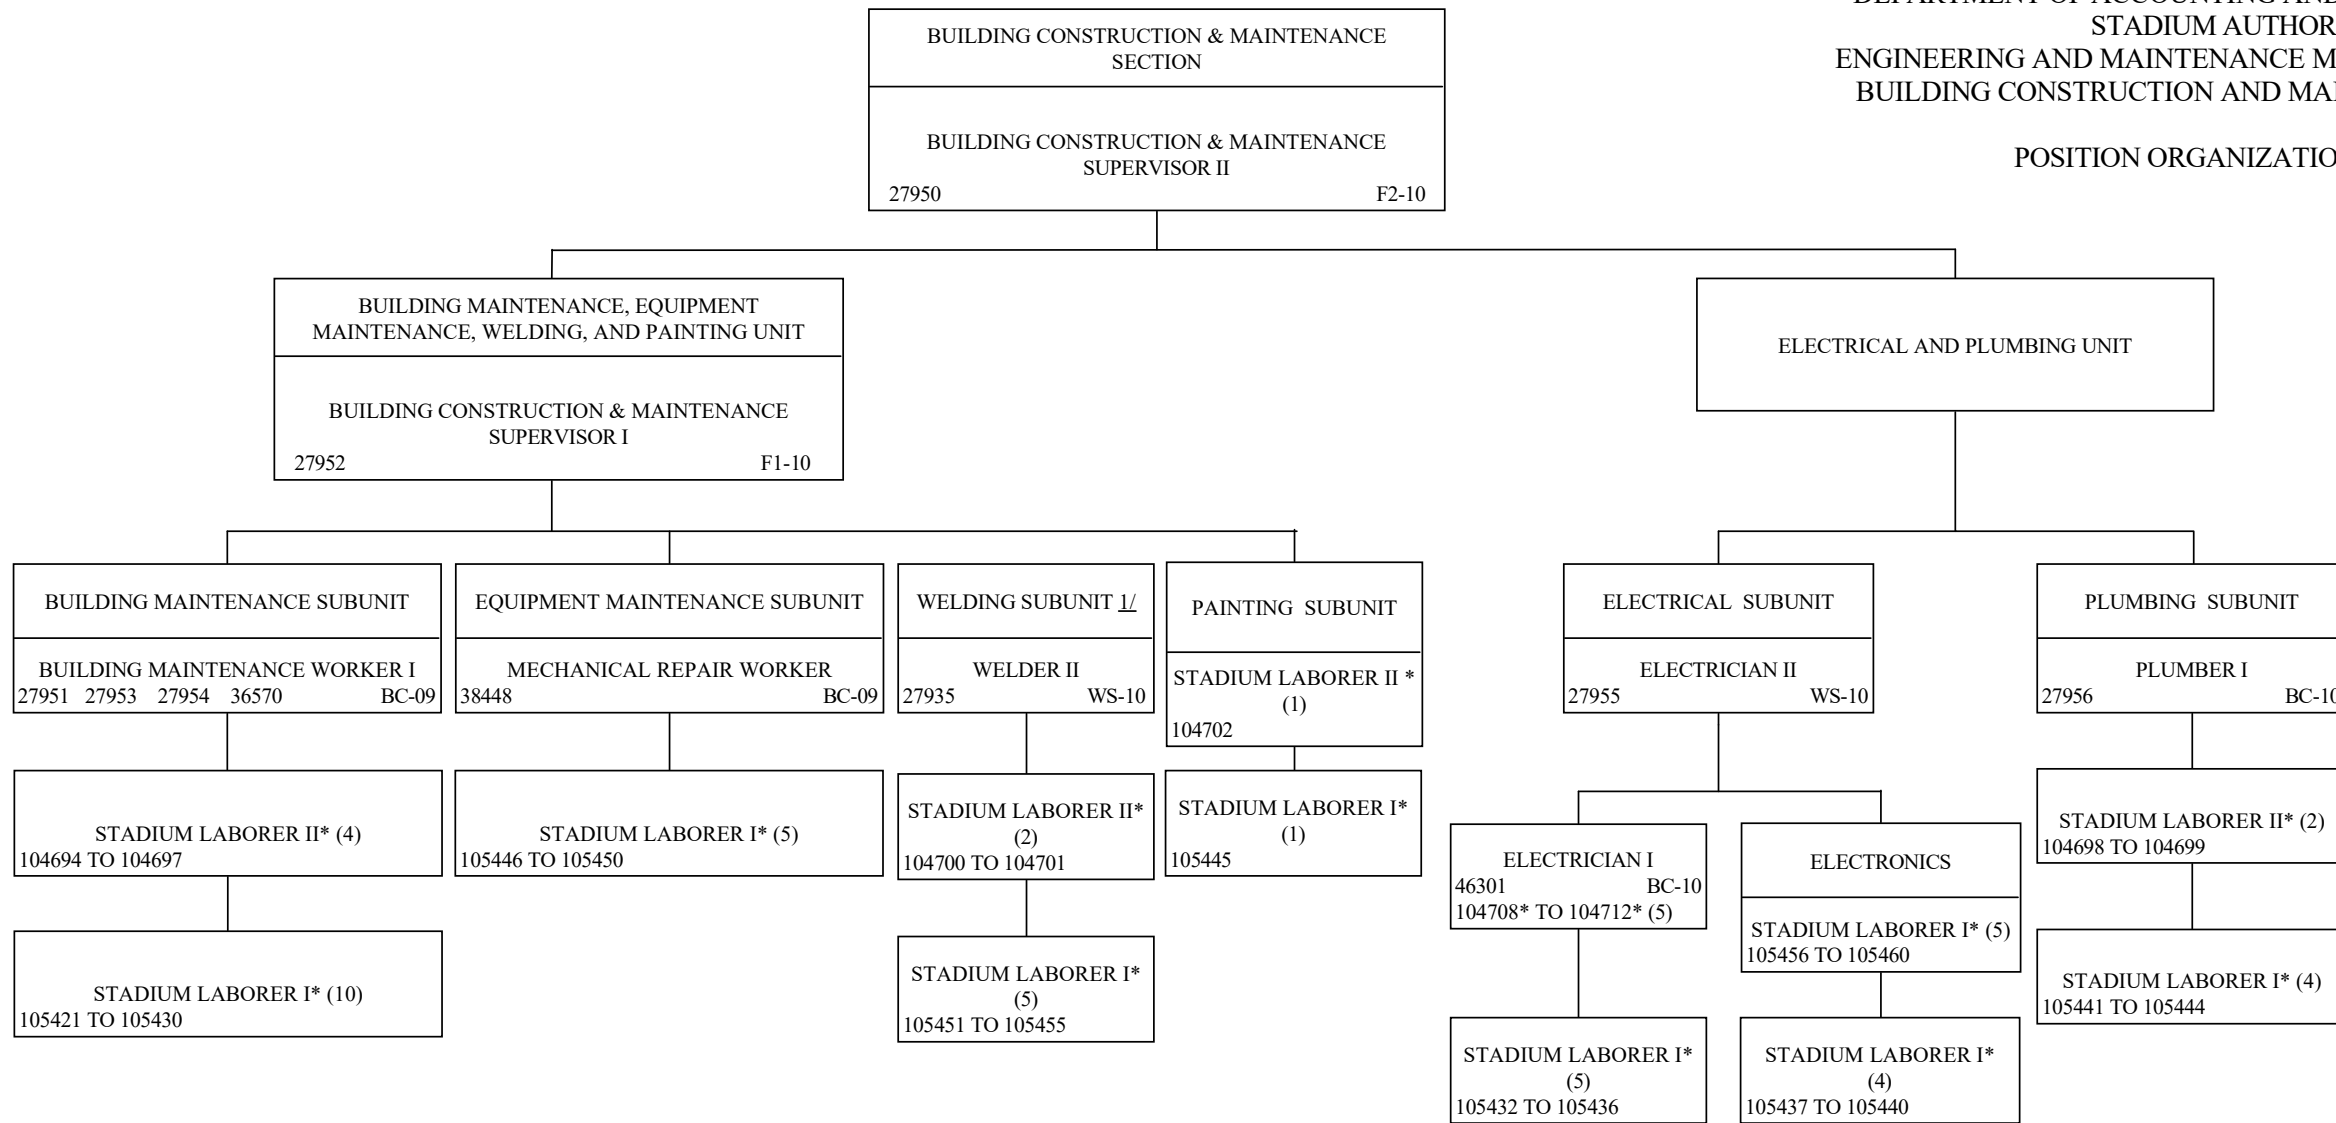 DEPARTMENT OF ACCOUNTING AND
STADIUM AUTHOR
ENGINEERING AND MAINTENANCE M
BUILDING CONSTRUCTION AND MAI
POSITION ORGANIZATIO
BUILDING CONSTRUCTION & MAINTENANCE
SECTION
BUILDING CONSTRUCTION & MAINTENANCE
SUPERVISOR II
27950 F2-10
BUILDING MAINTENANCE, EQUIPMENT
MAINTENANCE, WELDING, AND PAINTING UNIT
BUILDING CONSTRUCTION & MAINTENANCE
SUPERVISOR I
27952 F1-10
ELECTRICAL AND PLUMBING UNIT
BUILDING MAINTENANCE SUBUNIT
BUILDING MAINTENANCE WORKER I
27951 27953 27954 36570 BC-09
STADIUM LABORER II* (4)
104694 TO 104697
STADIUM LABORER I* (10)
105421 TO 105430
EQUIPMENT MAINTENANCE SUBUNIT
MECHANICAL REPAIR WORKER
38448 BC-09
STADIUM LABORER I* (5)
105446 TO 105450
WELDING SUBUNIT 1/
WELDER II
27935 WS-10
STADIUM LABORER II*
(2)
104700 TO 104701
STADIUM LABORER I*
(5)
105451 TO 105455
PAINTING SUBUNIT
STADIUM LABORER II *
(1)
104702
STADIUM LABORER I*
(1)
105445
ELECTRICAL SUBUNIT
ELECTRICIAN II
27955 WS-10
ELECTRICIAN I
46301 BC-10
104708* TO 104712* (5)
STADIUM LABORER I*
(5)
105432 TO 105436
ELECTRONICS
STADIUM LABORER I* (5)
105456 TO 105460
STADIUM LABORER I*
(4)
105437 TO 105440
PLUMBING SUBUNIT
PLUMBER I
27956 BC-10
STADIUM LABORER II* (2)
104698 TO 104699
STADIUM LABORER I* (4)
105441 TO 105444